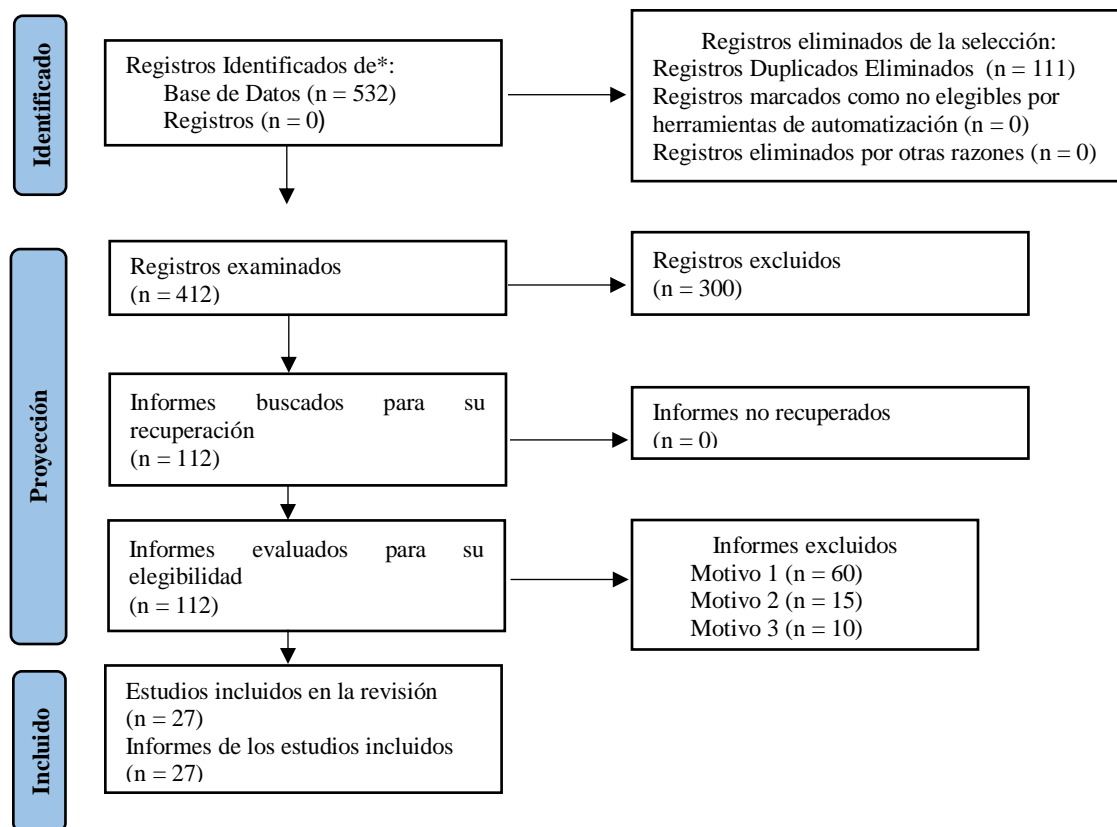 Identificado
Registros Identificados de*:
Base de Datos (n = 532)
Registros (n = 0)
Registros eliminados de la selección:
Registros Duplicados Eliminados (n = 111)
Registros marcados como no elegibles por
herramientas de automatización (n = 0)
Registros eliminados por otras razones (n = 0)
Proyección
Registros examinados
(n = 412)
Registros excluidos
(n = 300)
Informes buscados para su
recuperación
(n = 112)
Informes no recuperados
(n = 0)
Informes evaluados para su
elegibilidad
(n = 112)
Informes excluidos
Motivo 1 (n = 60)
Motivo 2 (n = 15)
Motivo 3 (n = 10)
Incluido
Estudios incluidos en la revisión
(n = 27)
Informes de los estudios incluidos
(n = 27)